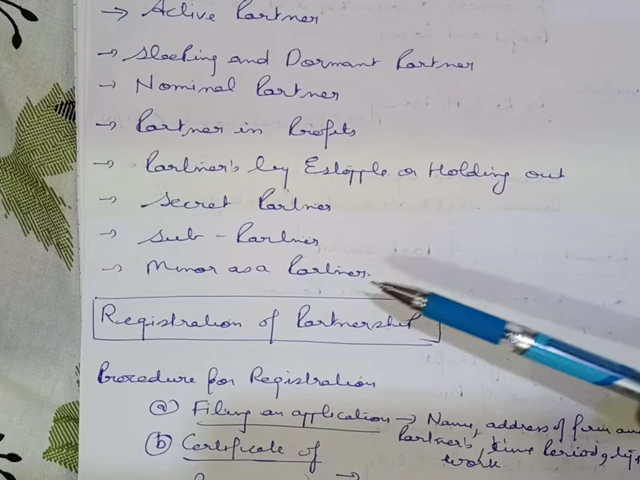 → Active Partner
→ Sleeping and Dormant Partner
→ Nominal Partner
→ Partner in Profits
→ Partner's by Estopple or Holding out
→ Secret Partner
→ Sub-Partner
→ Minor as a Partner.
Registration of Partnership
Procedure for Registration
ⓐ Filing an application → Name, address of firm
Partner's, time Period,
ⓑ Certificate of work